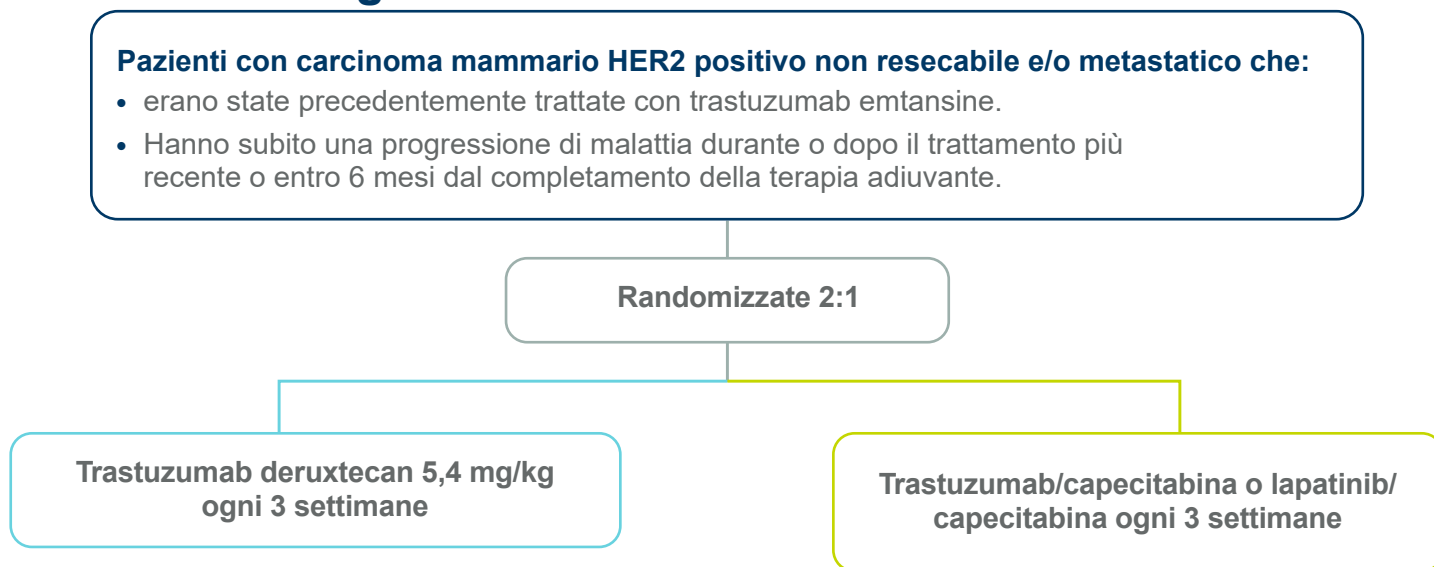 Pazienti con carcinoma mammario HER2 positivo non resecabile e/o metastatico che:
• erano state precedentemente trattate con trastuzumab emtansine.
• Hanno subito una progressione di malattia durante o dopo il trattamento più
recente o entro 6 mesi dal completamento della terapia adiuvante.
Randomizzate 2:1
Trastuzumab deruxtecan 5,4 mg/kg
ogni 3 settimane
Trastuzumab/capecitabina o lapatinib/
capecitabina ogni 3 settimane